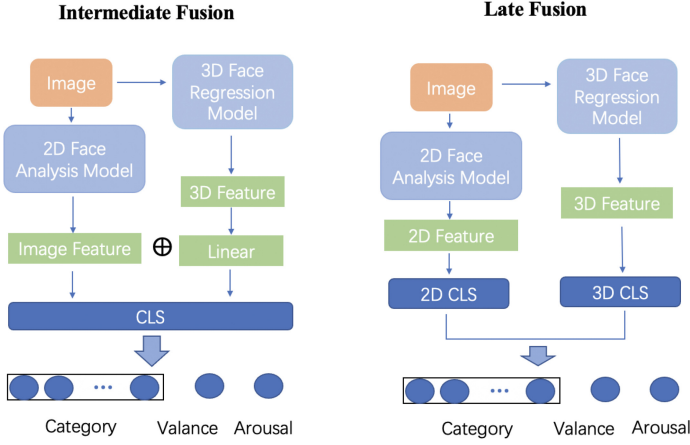 Intermediate Fusion
Image
3D Face
Regression
Model
2D Face
Analysis Model
3D Feature
Image Feature
⊕
Linear
CLS
...
Category
Valance
Arousal
Late Fusion
Image
3D Face
Regression
Model
2D Face
Analysis Model
3D Feature
2D Feature
2D CLS
3D CLS
...
Category
Valance
Arousal